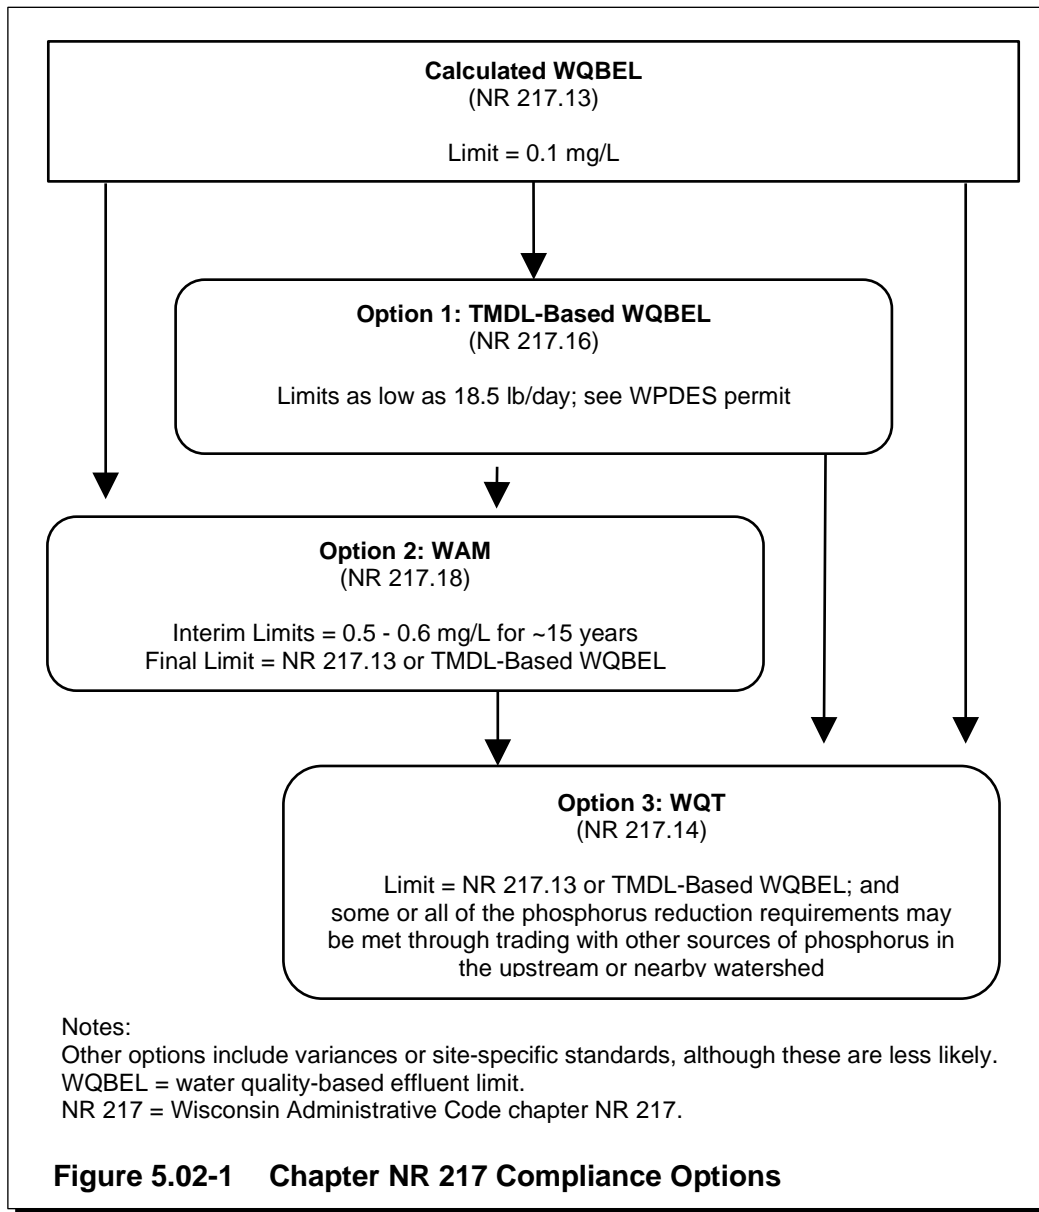 Calculated WQBEL
(NR 217.13)
Limit = 0.1 mg/L
Option 1: TMDL-Based WQBEL
(NR 217.16)
Limits as low as 18.5 lb/day; see WPDES permit
Option 2: WAM
(NR 217.18)
Interim Limits = 0.5 - 0.6 mg/L for ~15 years
Final Limit = NR 217.13 or TMDL-Based WQBEL
Option 3: WQT
(NR 217.14)
Limit = NR 217.13 or TMDL-Based WQBEL; and
some or all of the phosphorus reduction requirements may
be met through trading with other sources of phosphorus in
the upstream or nearby watershed
Notes:
Other options include variances or site-specific standards, although these are less likely.
WQBEL = water quality-based effluent limit.
NR 217 = Wisconsin Administrative Code chapter NR 217.
Figure 5.02-1 Chapter NR 217 Compliance Options